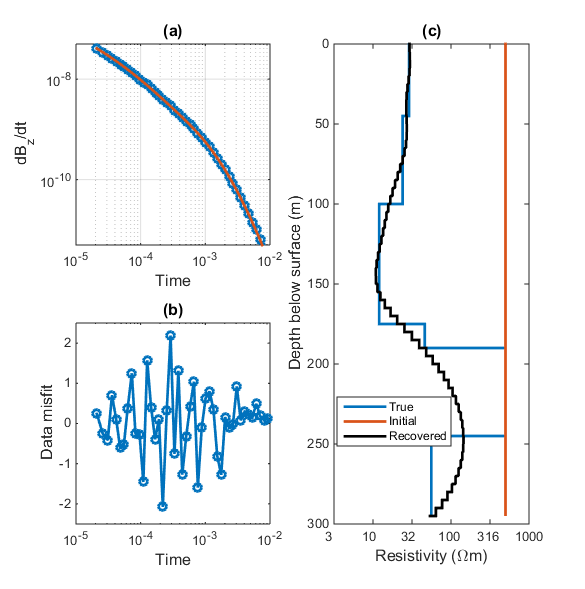 (a)
dB_z/dt
10^-8
10^-10
10^-5
10^-4
10^-3
10^-2
Time
(b)
Data misfit
2
1
0
-1
-2
10^-5
10^-4
10^-3
10^-2
Time
(c)
Depth below surface (m)
0
50
100
150
200
250
300
True
Initial
Recovered
3
10
32
100
316
1000
Resistivity (Ωm)